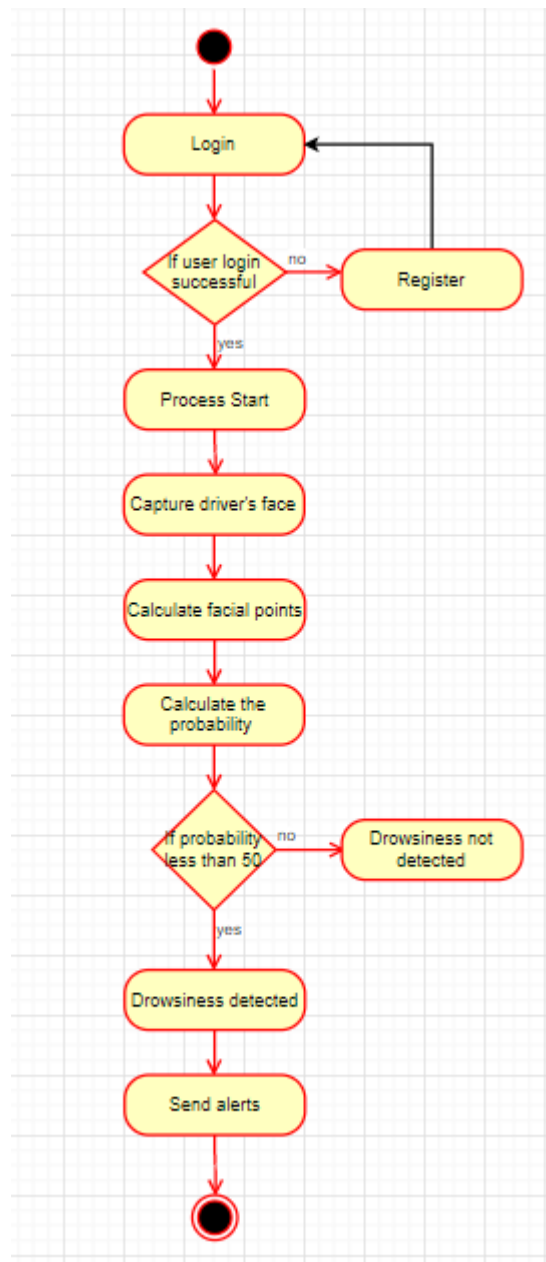 Login
If user login
successful
no
Register
yes
Process Start
Capture driver's face
Calculate facial points
Calculate the
probability
If probability
less than 50
no
Drowsiness not
detected
yes
Drowsiness detected
Send alerts